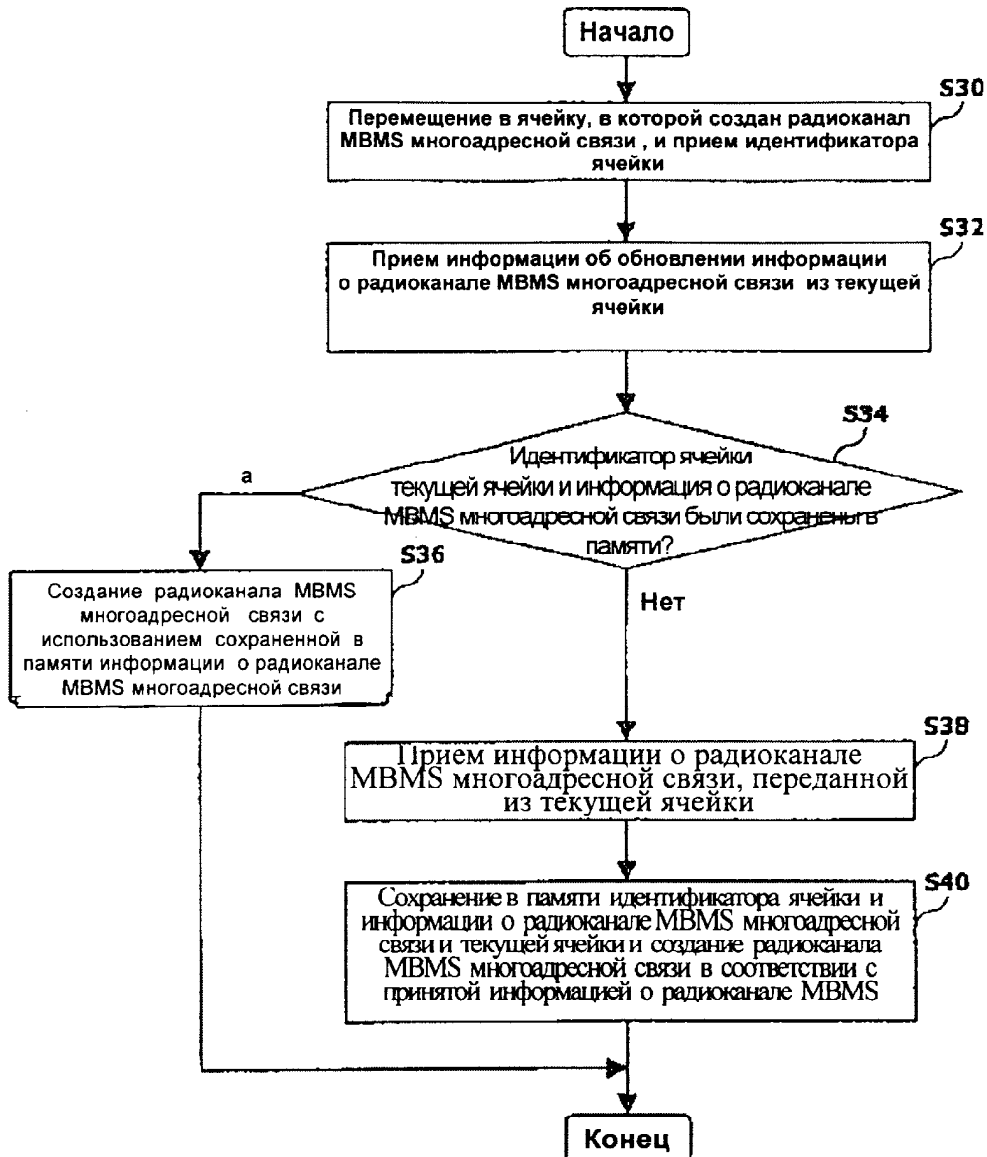 Начало
S30
Перемещение в ячейку, в которой создан радиоканал
MBMS многоадресной связи , и прием идентификатора
ячейки
S32
Прием информации об обновлении информации
о радиоканале MBMS многоадресной связи из текущей
ячейки
S34
Идентификатор ячейки
текущей ячейки и информация о радиоканале
MBMS многоадресной связи были сохранены в
памяти?
а
Нет
S36
Создание радиоканала MBMS
многоадресной связи с
использованием сохраненной в
памяти информации о радиоканале
MBMS многоадресной связи
S38
Прием информации о радиоканале
MBMS многоадресной связи, переданной
из текущей ячейки
S40
Сохранение в памяти идентификатора ячейки и
информации о радиоканале MBMS многоадресной
связи и текущей ячейки и создание радиоканала
MBMS многоадресной связи в соответствии с
принятой информацией о радиоканале MBMS
Конец